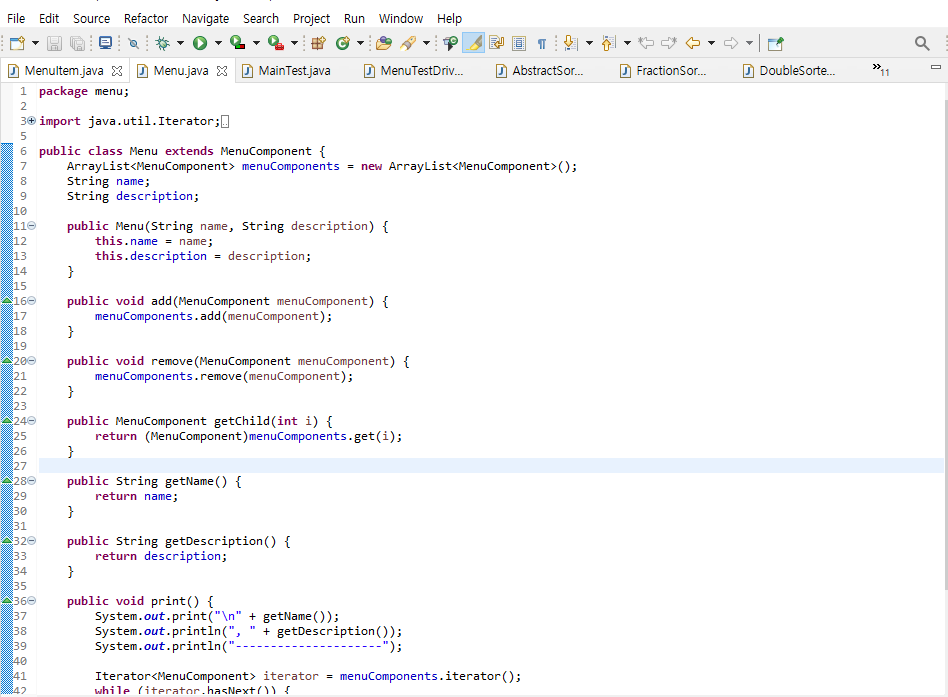 File Edit Source Refactor Navigate Search Project Run Window Help
MenuItem.java Menu.java MainTest.java MenuTestDriv... AbstractSor... FractionSor... DoubleSorte... »11
1 package menu;
2
3 import java.util.Iterator;
5
6 public class Menu extends MenuComponent {
7     ArrayList<MenuComponent> menuComponents = new ArrayList<MenuComponent>();
8     String name;
9     String description;
10
11     public Menu(String name, String description) {
12         this.name = name;
13         this.description = description;
14     }
15
16     public void add(MenuComponent menuComponent) {
17         menuComponents.add(menuComponent);
18     }
19
20     public void remove(MenuComponent menuComponent) {
21         menuComponents.remove(menuComponent);
22     }
23
24     public MenuComponent getChild(int i) {
25         return (MenuComponent)menuComponents.get(i);
26     }
27
28     public String getName() {
29         return name;
30     }
31
32     public String getDescription() {
33         return description;
34     }
35
36     public void print() {
37         System.out.print("\n" + getName());
38         System.out.println(", " + getDescription());
39         System.out.println("---------------------");
40
41         Iterator<MenuComponent> iterator = menuComponents.iterator();
42         while (iterator.hasNext()) {